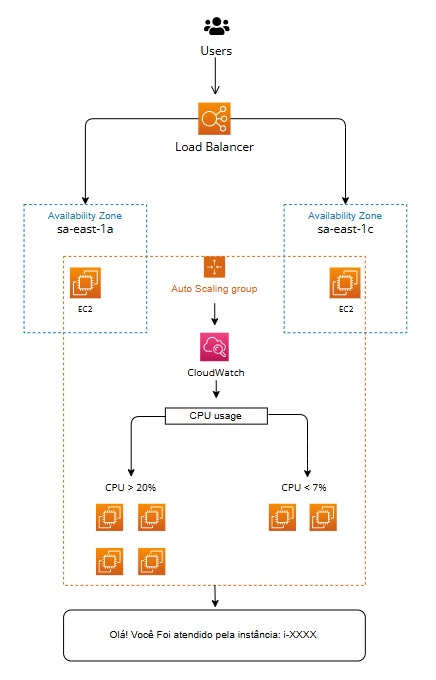 Users
Load Balancer
Availability Zone
sa-east-1a
Availability Zone
sa-east-1c
EC2
Auto Scaling group
EC2
CloudWatch
CPU usage
CPU > 20%
CPU < 7%
Olá! Você Foi atendido pela instância: i-XXXX